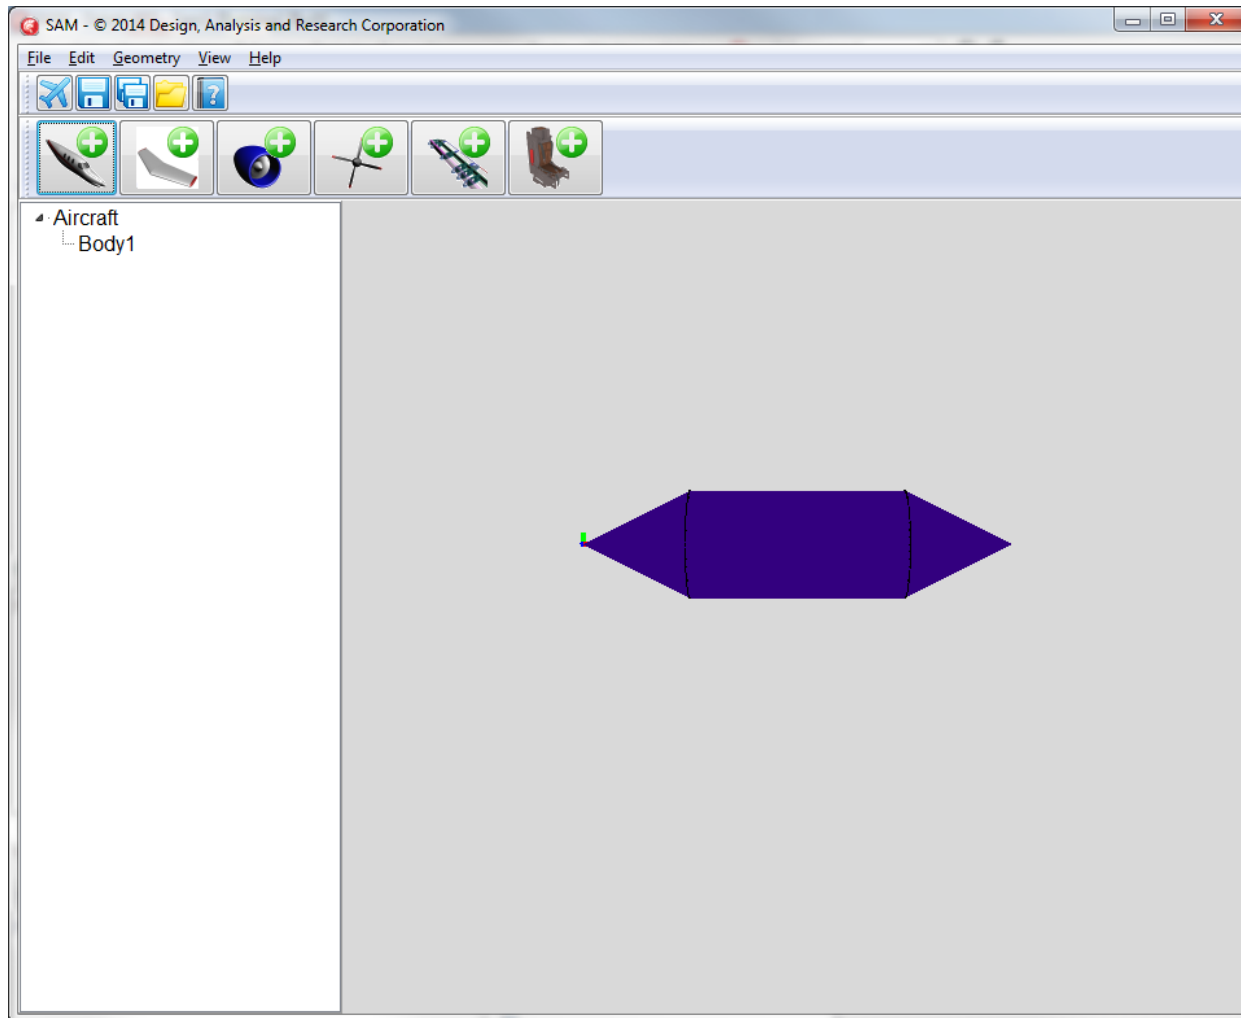 SAM - © 2014 Design, Analysis and Research Corporation
File Edit Geometry View Help
Aircraft
Body1